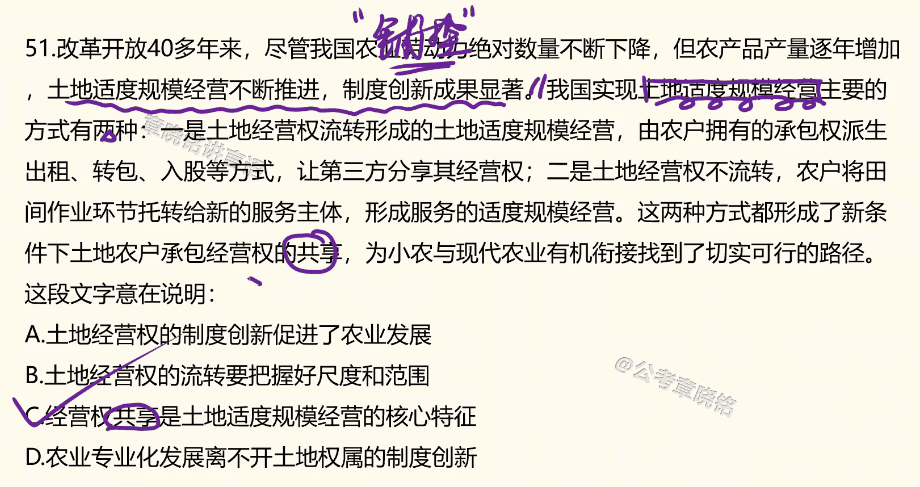 51.改革开放40多年来，尽管我国农业劳动力绝对数量不断下降，但农产品产量逐年增加
，土地适度规模经营不断推进，制度创新成果显著。我国实现土地适度规模经营主要的
方式有两种：一是土地经营权流转形成的土地适度规模经营，由农户拥有的承包权派生
出租、转包、入股等方式，让第三方分享其经营权；二是土地经营权不流转，农户将田
间作业环节托转给新的服务主体，形成服务的适度规模经营。这两种方式都形成了新条
件下土地农户承包经营权的共享，为小农与现代农业有机衔接找到了切实可行的路径。
这段文字意在说明：
A.土地经营权的制度创新促进了农业发展
B.土地经营权的流转要把握好尺度和范围
C.经营权共享是土地适度规模经营的核心特征
D.农业专业化发展离不开土地权属的制度创新
@公考章晓铭